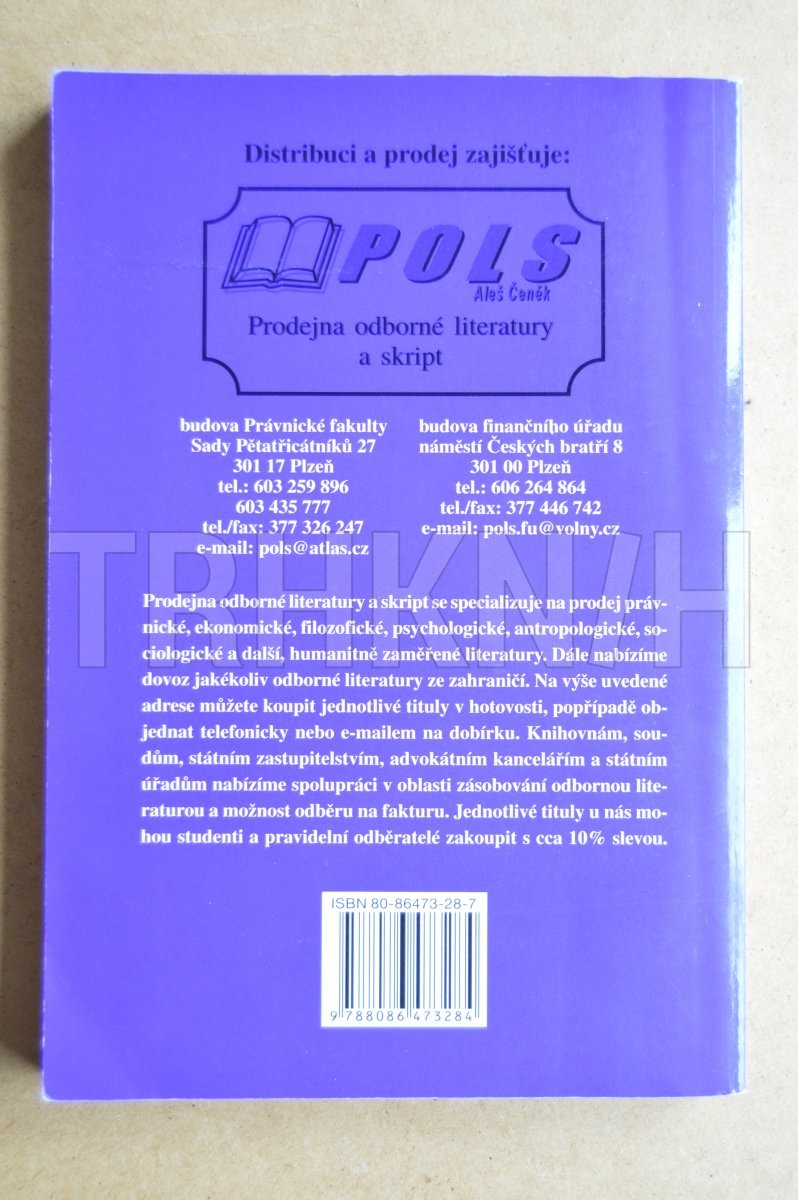 Distribuci a prodej zajišťuje:
POLS
Aleš Čeněk
Prodejna odborné literatury
a skript
budova Právnické fakulty
Sady Pětatřicátníků 27
301 17 Plzeň
tel.: 603 259 896
603 435 777
tel./fax: 377 326 247
e-mail: pols@atlas.cz
budova finančního úřadu
náměstí Českých bratří 8
301 00 Plzeň
tel.: 606 264 864
tel./fax: 377 446 742
e-mail: pols.fu@volny.cz
TRHKNIH
Prodejna odborné literatury a skript se specializuje na prodej práv-
nické, ekonomické, filozofické, psychologické, antropologické, so-
ciologické a další, humanitně zaměřené literatury. Dále nabízíme
dovoz jakékoliv odborné literatury ze zahraničí. Na výše uvedené
adrese můžete koupit jednotlivé tituly v hotovosti, popřípadě ob-
jednat telefonicky nebo e-mailem na dobírku. Knihovnám, sou-
dům, státním zastupitelstvím, advokátním kancelářím a státním
úřadům nabízíme spolupráci v oblasti zásobování odbornou lite-
raturou a možnost odběru na fakturu. Jednotlivé tituly u nás mo-
hou studenti a pravidelní odběratelé zakoupit s cca 10% slevou.
ISBN 80-86473-28-7
9 788086 473284